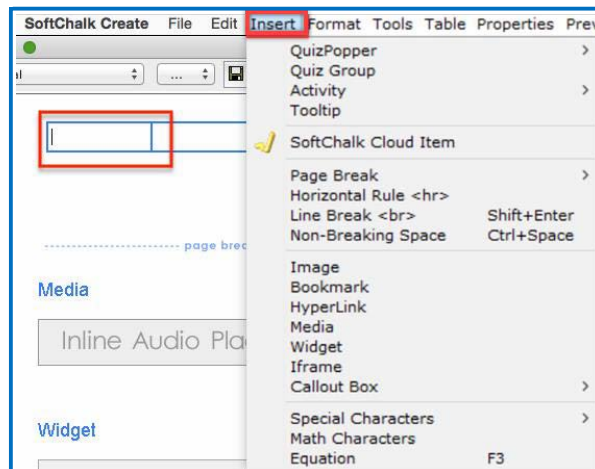 SoftChalk Create File Edit Insert Format Tools Table Properties Prev
al ...
QuizPopper
Quiz Group
Activity
Tooltip
SoftChalk Cloud Item
Page Break
Horizontal Rule <hr>
Line Break <br> Shift+Enter
Non-Breaking Space Ctrl+Space
page brea
Image
Media
Bookmark
HyperLink
Media
Inline Audio Pla
Widget
Iframe
Callout Box
Special Characters
Widget
Math Characters
Equation F3